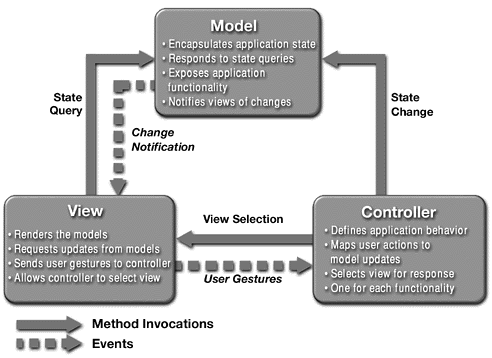 Model
• Encapsulates application state
• Responds to state queries
• Exposes application
functionality
• Notifies views of changes
State
Query
Change
Notification
State
Change
View
• Renders the models
• Requests updates from models
• Sends user gestures to controller
• Allows controller to select view
View Selection
User Gestures
Controller
• Defines application behavior
• Maps user actions to
model updates
• Selects view for response
• One for each functionality
Method Invocations
Events